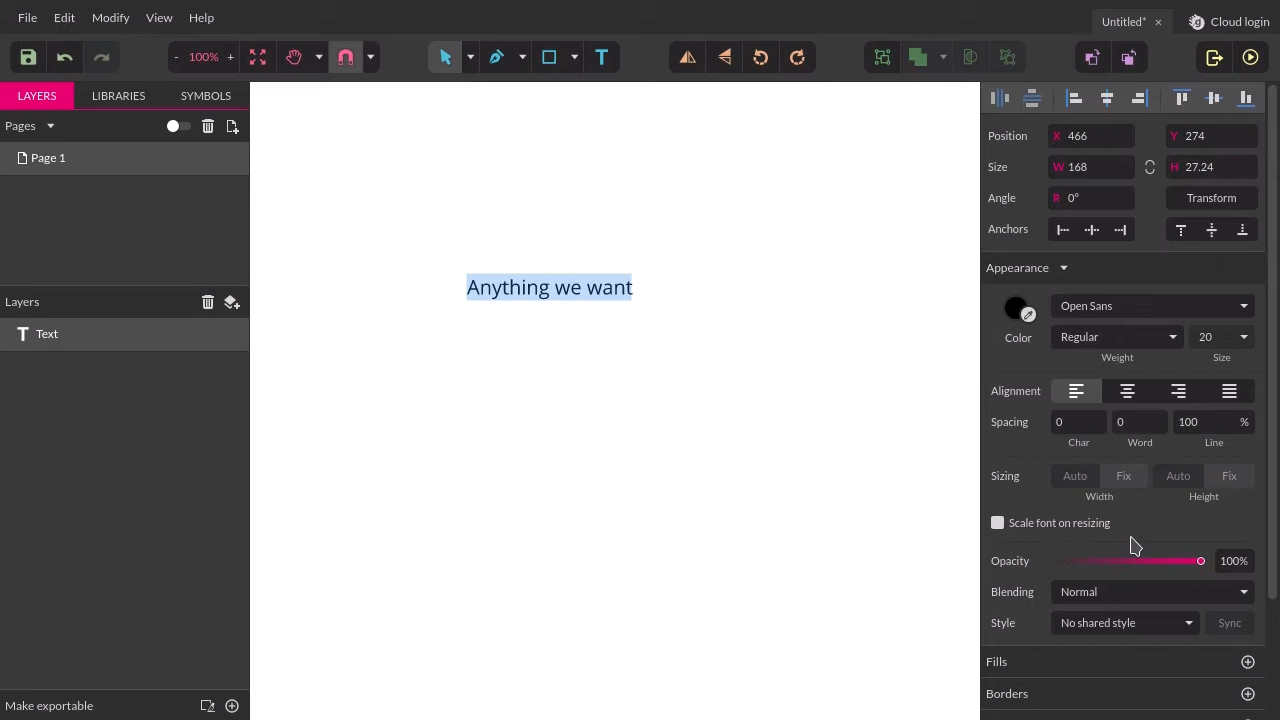 File Edit Modify View Help
Untitled* × Cloud login
- 100% +
T
LAYERS LIBRARIES SYMBOLS
Pages
Page 1
Layers
T Text
Make exportable
Anything we want
Position X 466 Y 274
Size W 168 H 27.24
Angle R 0° Transform
Anchors
Appearance
Open Sans
Color Regular 20
Weight Size
Alignment
Spacing 0 0 100 %
Char Word Line
Sizing Auto Fix Auto Fix
Width Height
Scale font on resizing
Opacity 100%
Blending Normal
Style No shared style Sync
Fills
Borders